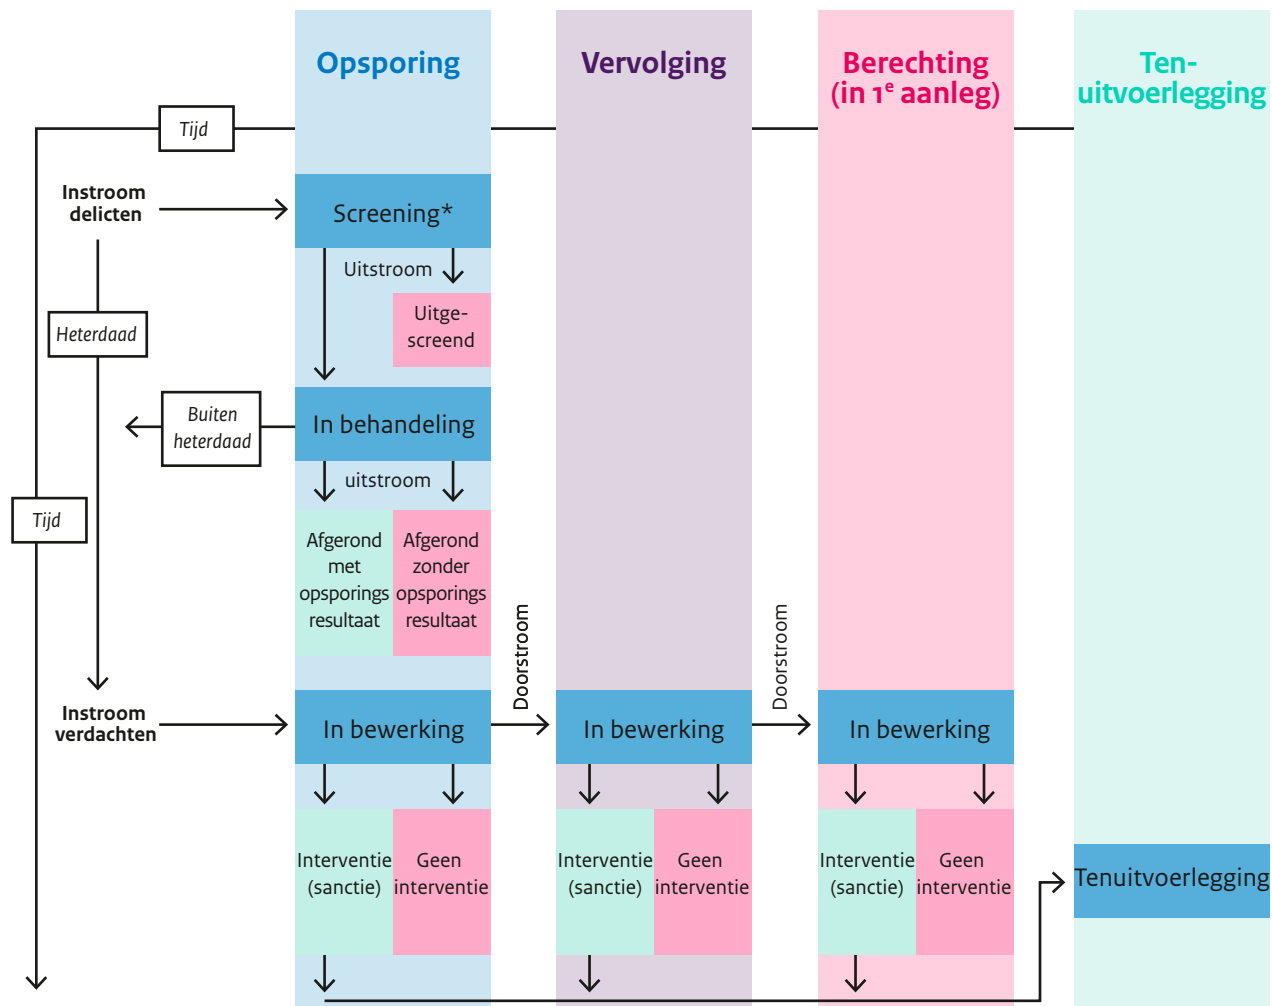 Opsporing
Vervolging
Berechting
(in 1e aanleg)
Ten-
uitvoerlegging
Tijd
Instroom
delicten
Screening*
Uitstroom
Uitge-
screend
Heterdaad
Buiten
heterdaad
In behandeling
uitstroom
Tijd
Afgerond
met
opsporings
resultaat
Afgerond
zonder
opsporings
resultaat
Doorstroom
Doorstroom
Instroom
verdachten
In bewerking
In bewerking
In bewerking
Interventie
(sanctie)
Geen
interventie
Interventie
(sanctie)
Geen
interventie
Interventie
(sanctie)
Geen
interventie
Tenuitvoerlegging